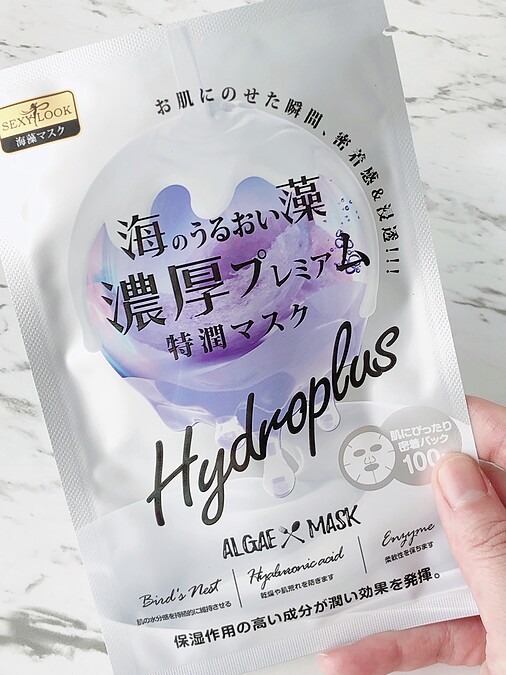 SEXYLOOK
海藻マスク
お肌にのせた瞬間、密着感&浸透!!!
海のうるおい藻
濃厚プレミアム
特潤マスク
Hydroplus
肌にぴったり
密着パック
100
ALGAE MASK
Bird's Nest
肌の水分感を持続的に維持させる
Hyaluronic acid
乾燥や肌荒れを防ぎます
Enzyme
柔軟性を保ちます
保湿作用の高い成分が潤い効果を発揮。